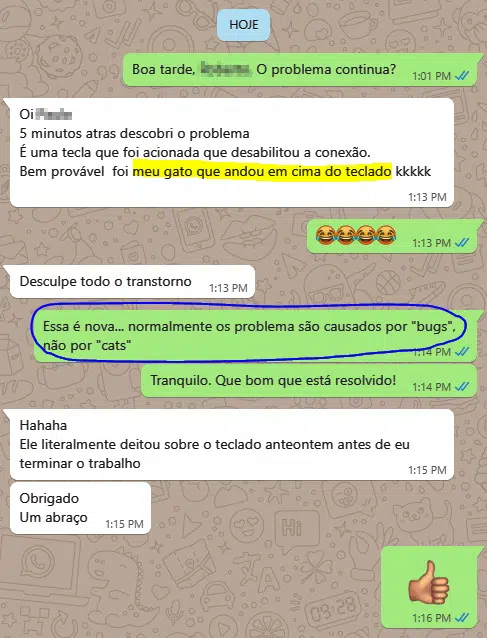 HOJE
Boa tarde, O problema continua?
1:01 PM
Oi
5 minutos atras descobri o problema
É uma tecla que foi acionada que desabilitou a conexão.
Bem provável foi meu gato que andou em cima do teclado kkkkk
1:13 PM
1:13 PM
Desculpe todo o transtorno
1:13 PM
Essa é nova... normalmente os problema são causados por "bugs",
não por "cats"
1:14 PM
Tranquilo. Que bom que está resolvido!
1:14 PM
Hahaha
Ele literalmente deitou sobre o teclado anteontem antes de eu
terminar o trabalho
1:15 PM
Obrigado
Um abraço
1:15 PM
1:16 PM